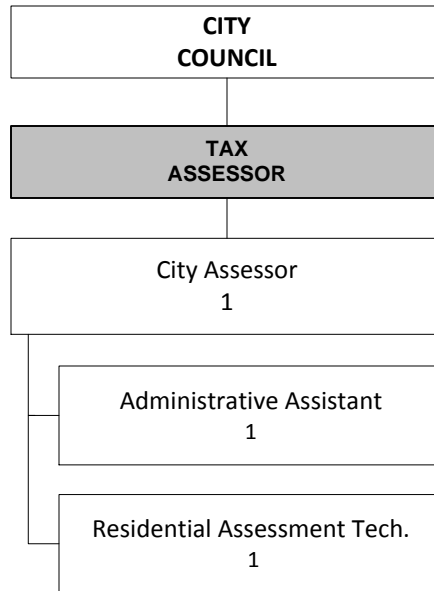 CITY
COUNCIL
TAX
ASSESSOR
City Assessor
1
Administrative Assistant
1
Residential Assessment Tech.
1